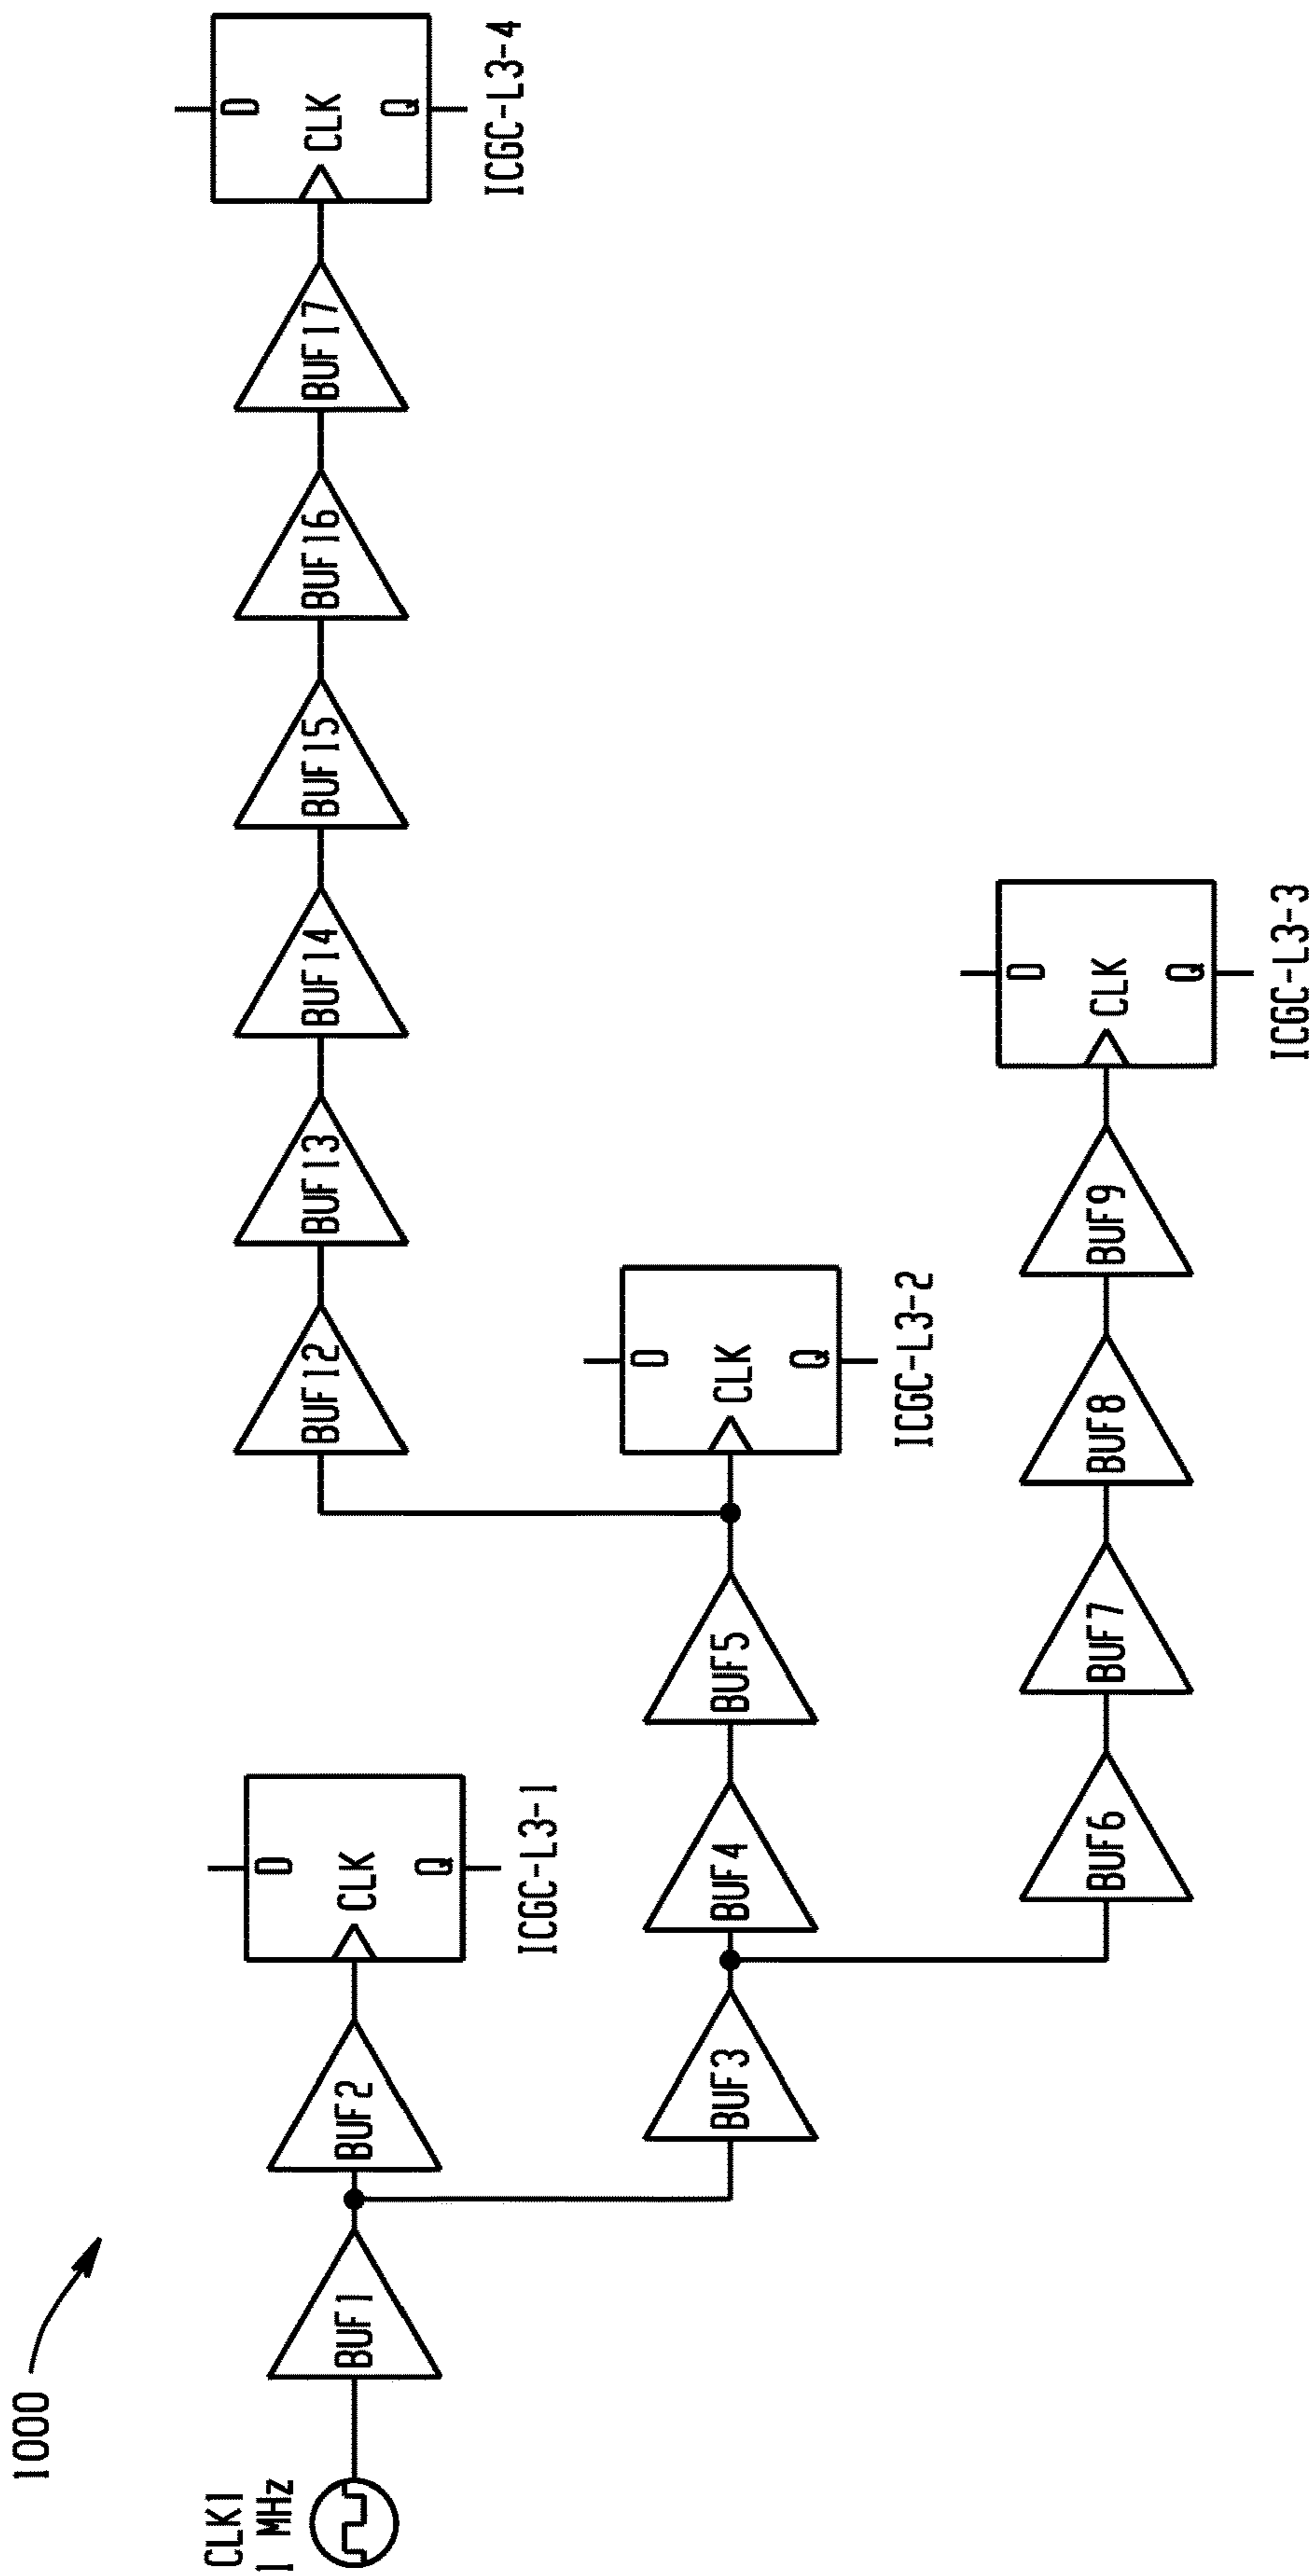 1000
CLK1
1 MHz
BUF1
BUF2
D
CLK
Q
ICGC-L3-1
BUF3
BUF4
BUF5
D
CLK
Q
ICGC-L3-2
BUF12
BUF13
BUF14
BUF15
BUF16
BUF17
D
CLK
Q
ICGC-L3-4
BUF6
BUF7
BUF8
BUF9
D
CLK
Q
ICGC-L3-3